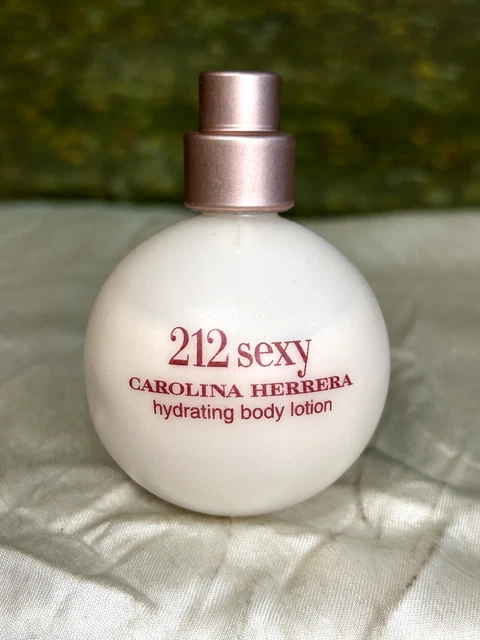 212 sexy
CAROLINA HERRERA
hydrating body lotion